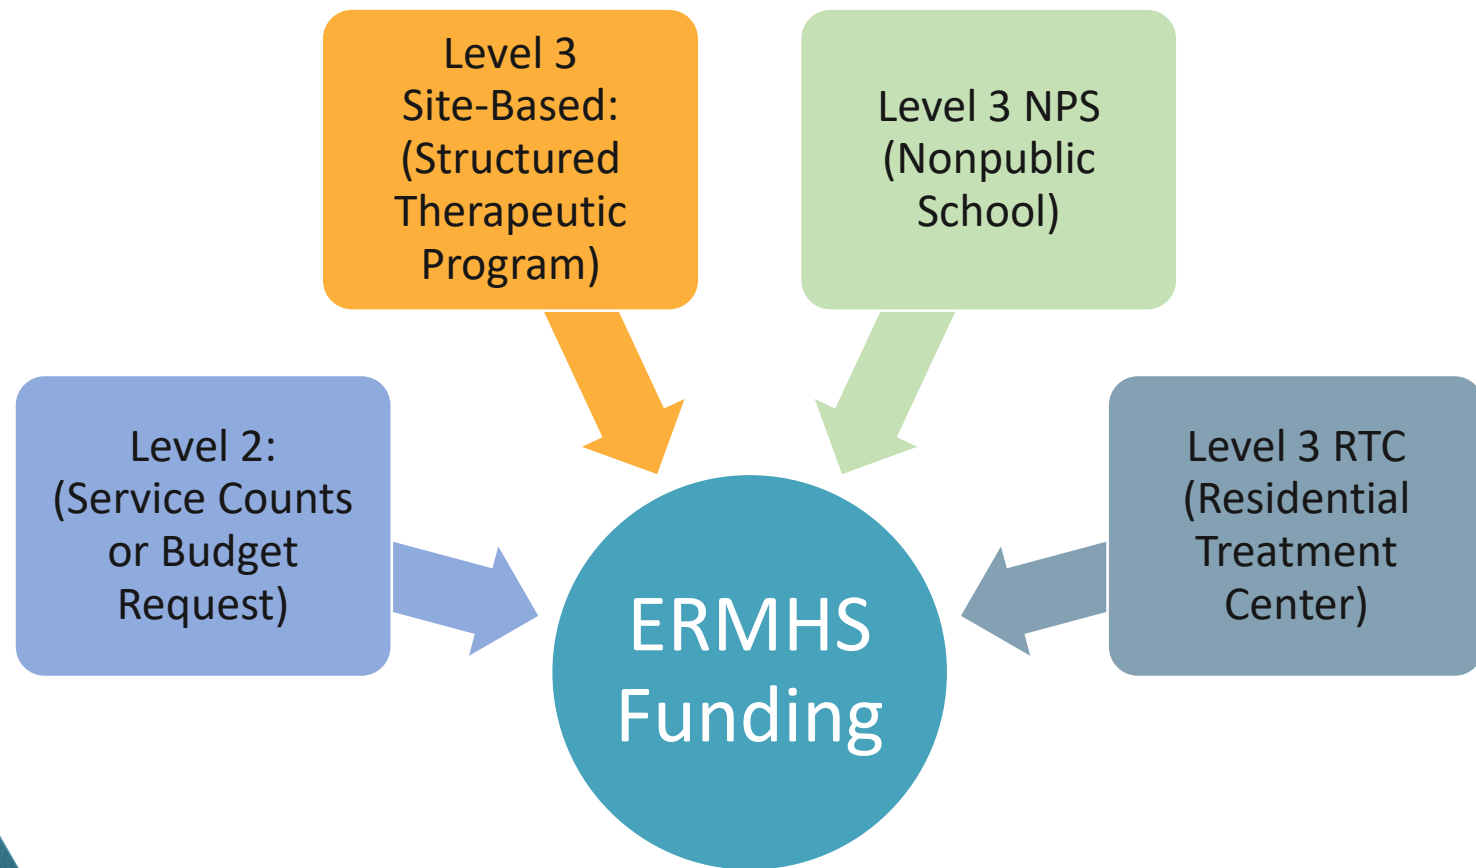 Level 3
Site-Based:
(Structured
Therapeutic
Program)
Level 3 NPS
(Nonpublic
School)
Level 2:
(Service Counts
or Budget
Request)
Level 3 RTC
(Residential
Treatment
Center)
ERMHS
Funding